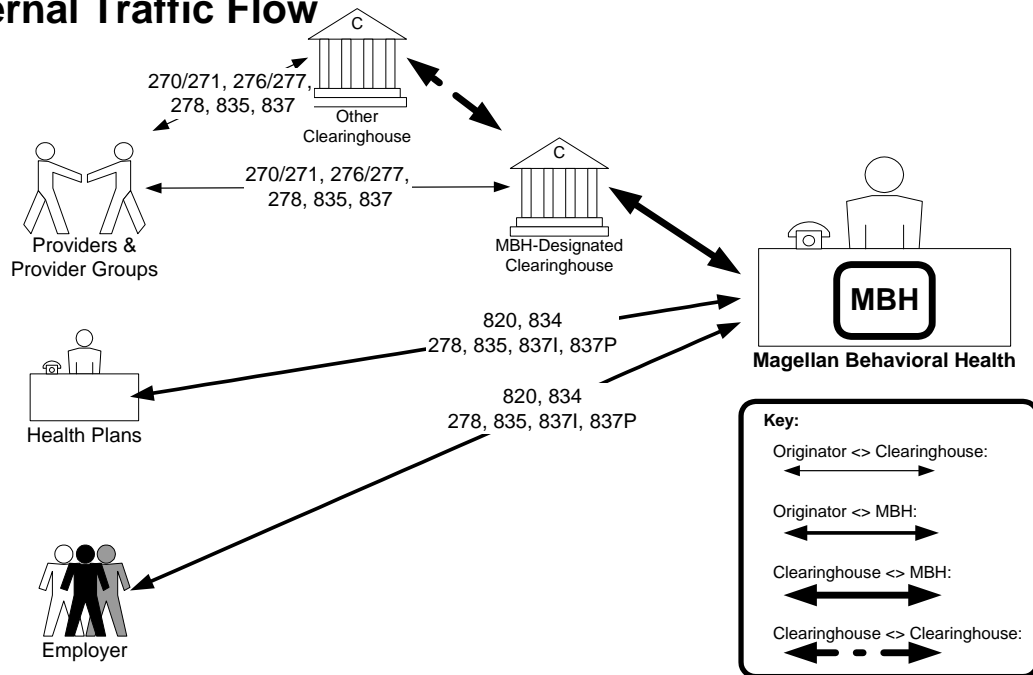 ernal Traffic Flow
C
270/271, 276/277,
278, 835, 837
Other
Clearinghouse
C
270/271, 276/277,
278, 835, 837
MBH-Designated
Clearinghouse
Providers &
Provider Groups
MBH
Magellan Behavioral Health
820, 834
278, 835, 837I, 837P
Health Plans
820, 834
278, 835, 837I, 837P
Employer
Key:
Originator <> Clearinghouse:
Originator <> MBH:
Clearinghouse <> MBH:
Clearinghouse <> Clearinghouse: